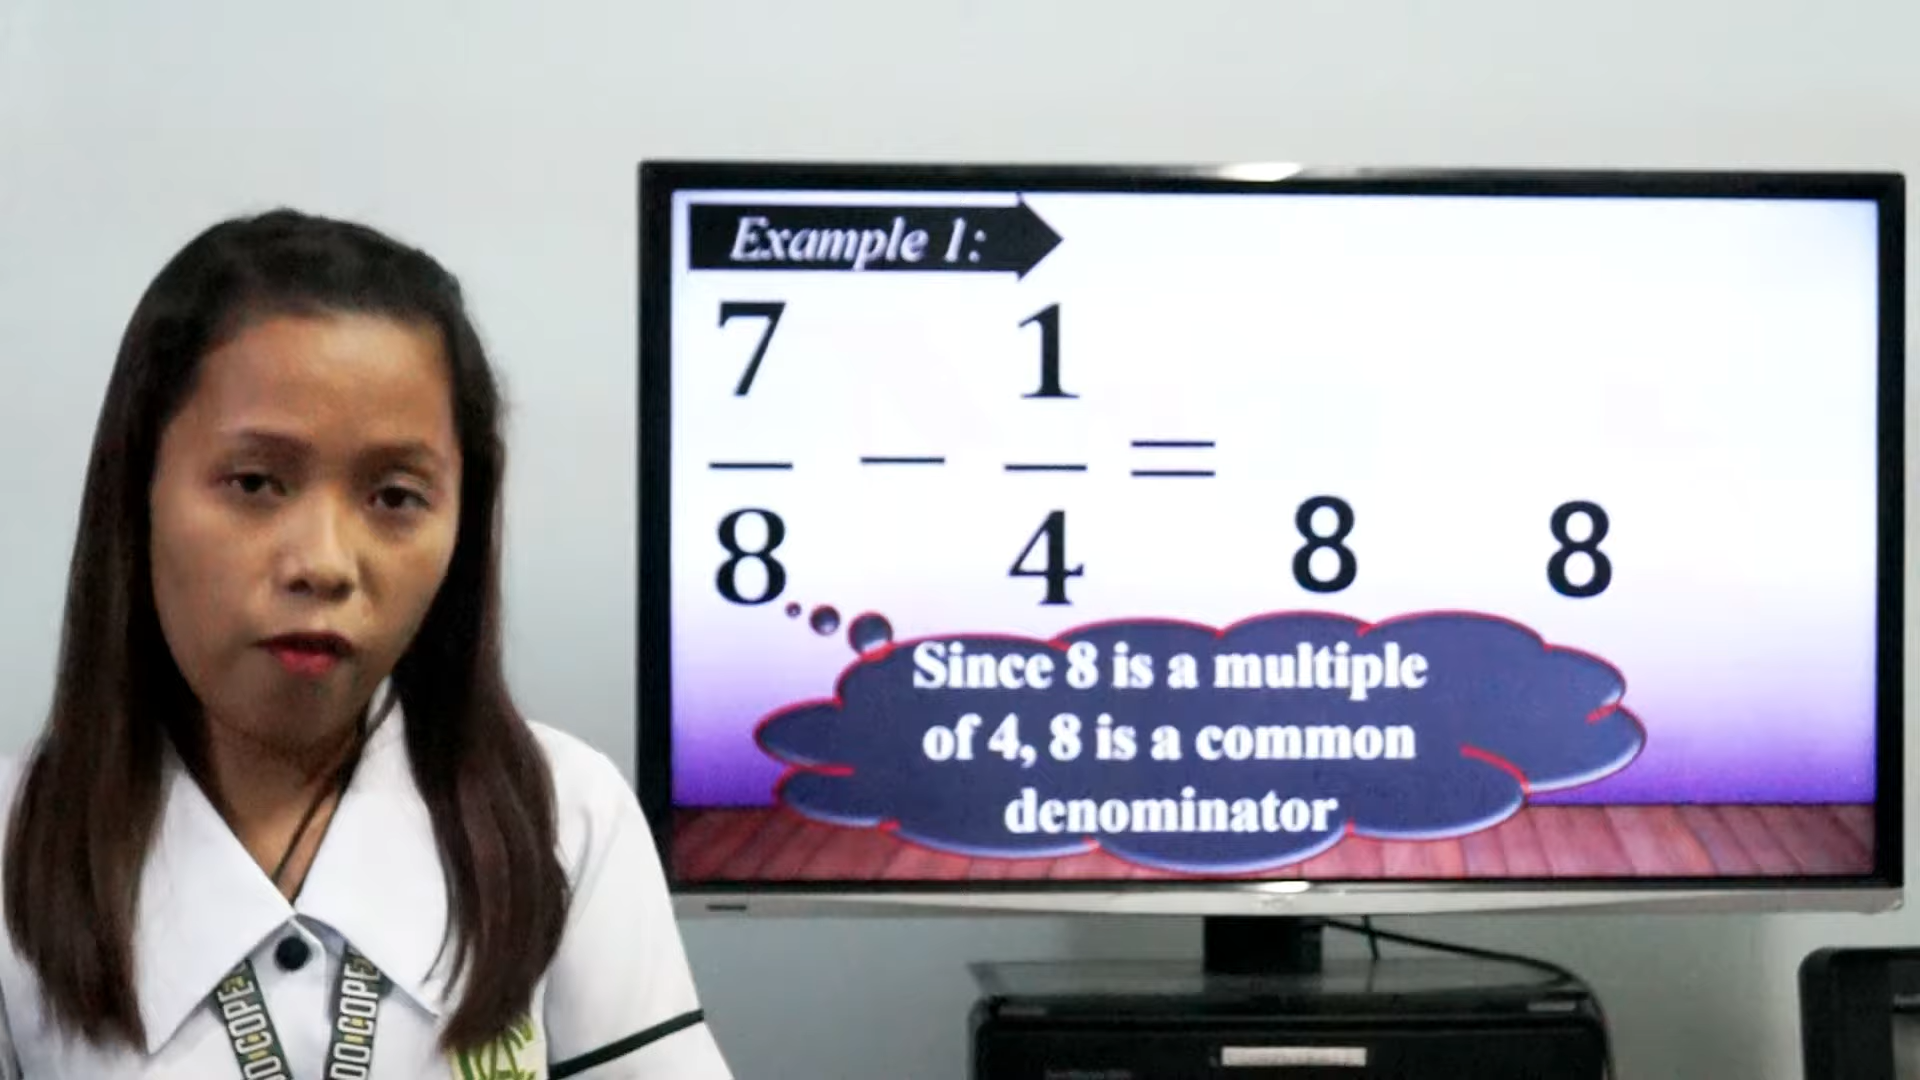 Example 1:
7 1
— — — =
8 4 8 8
Since 8 is a multiple
of 4, 8 is a common
denominator